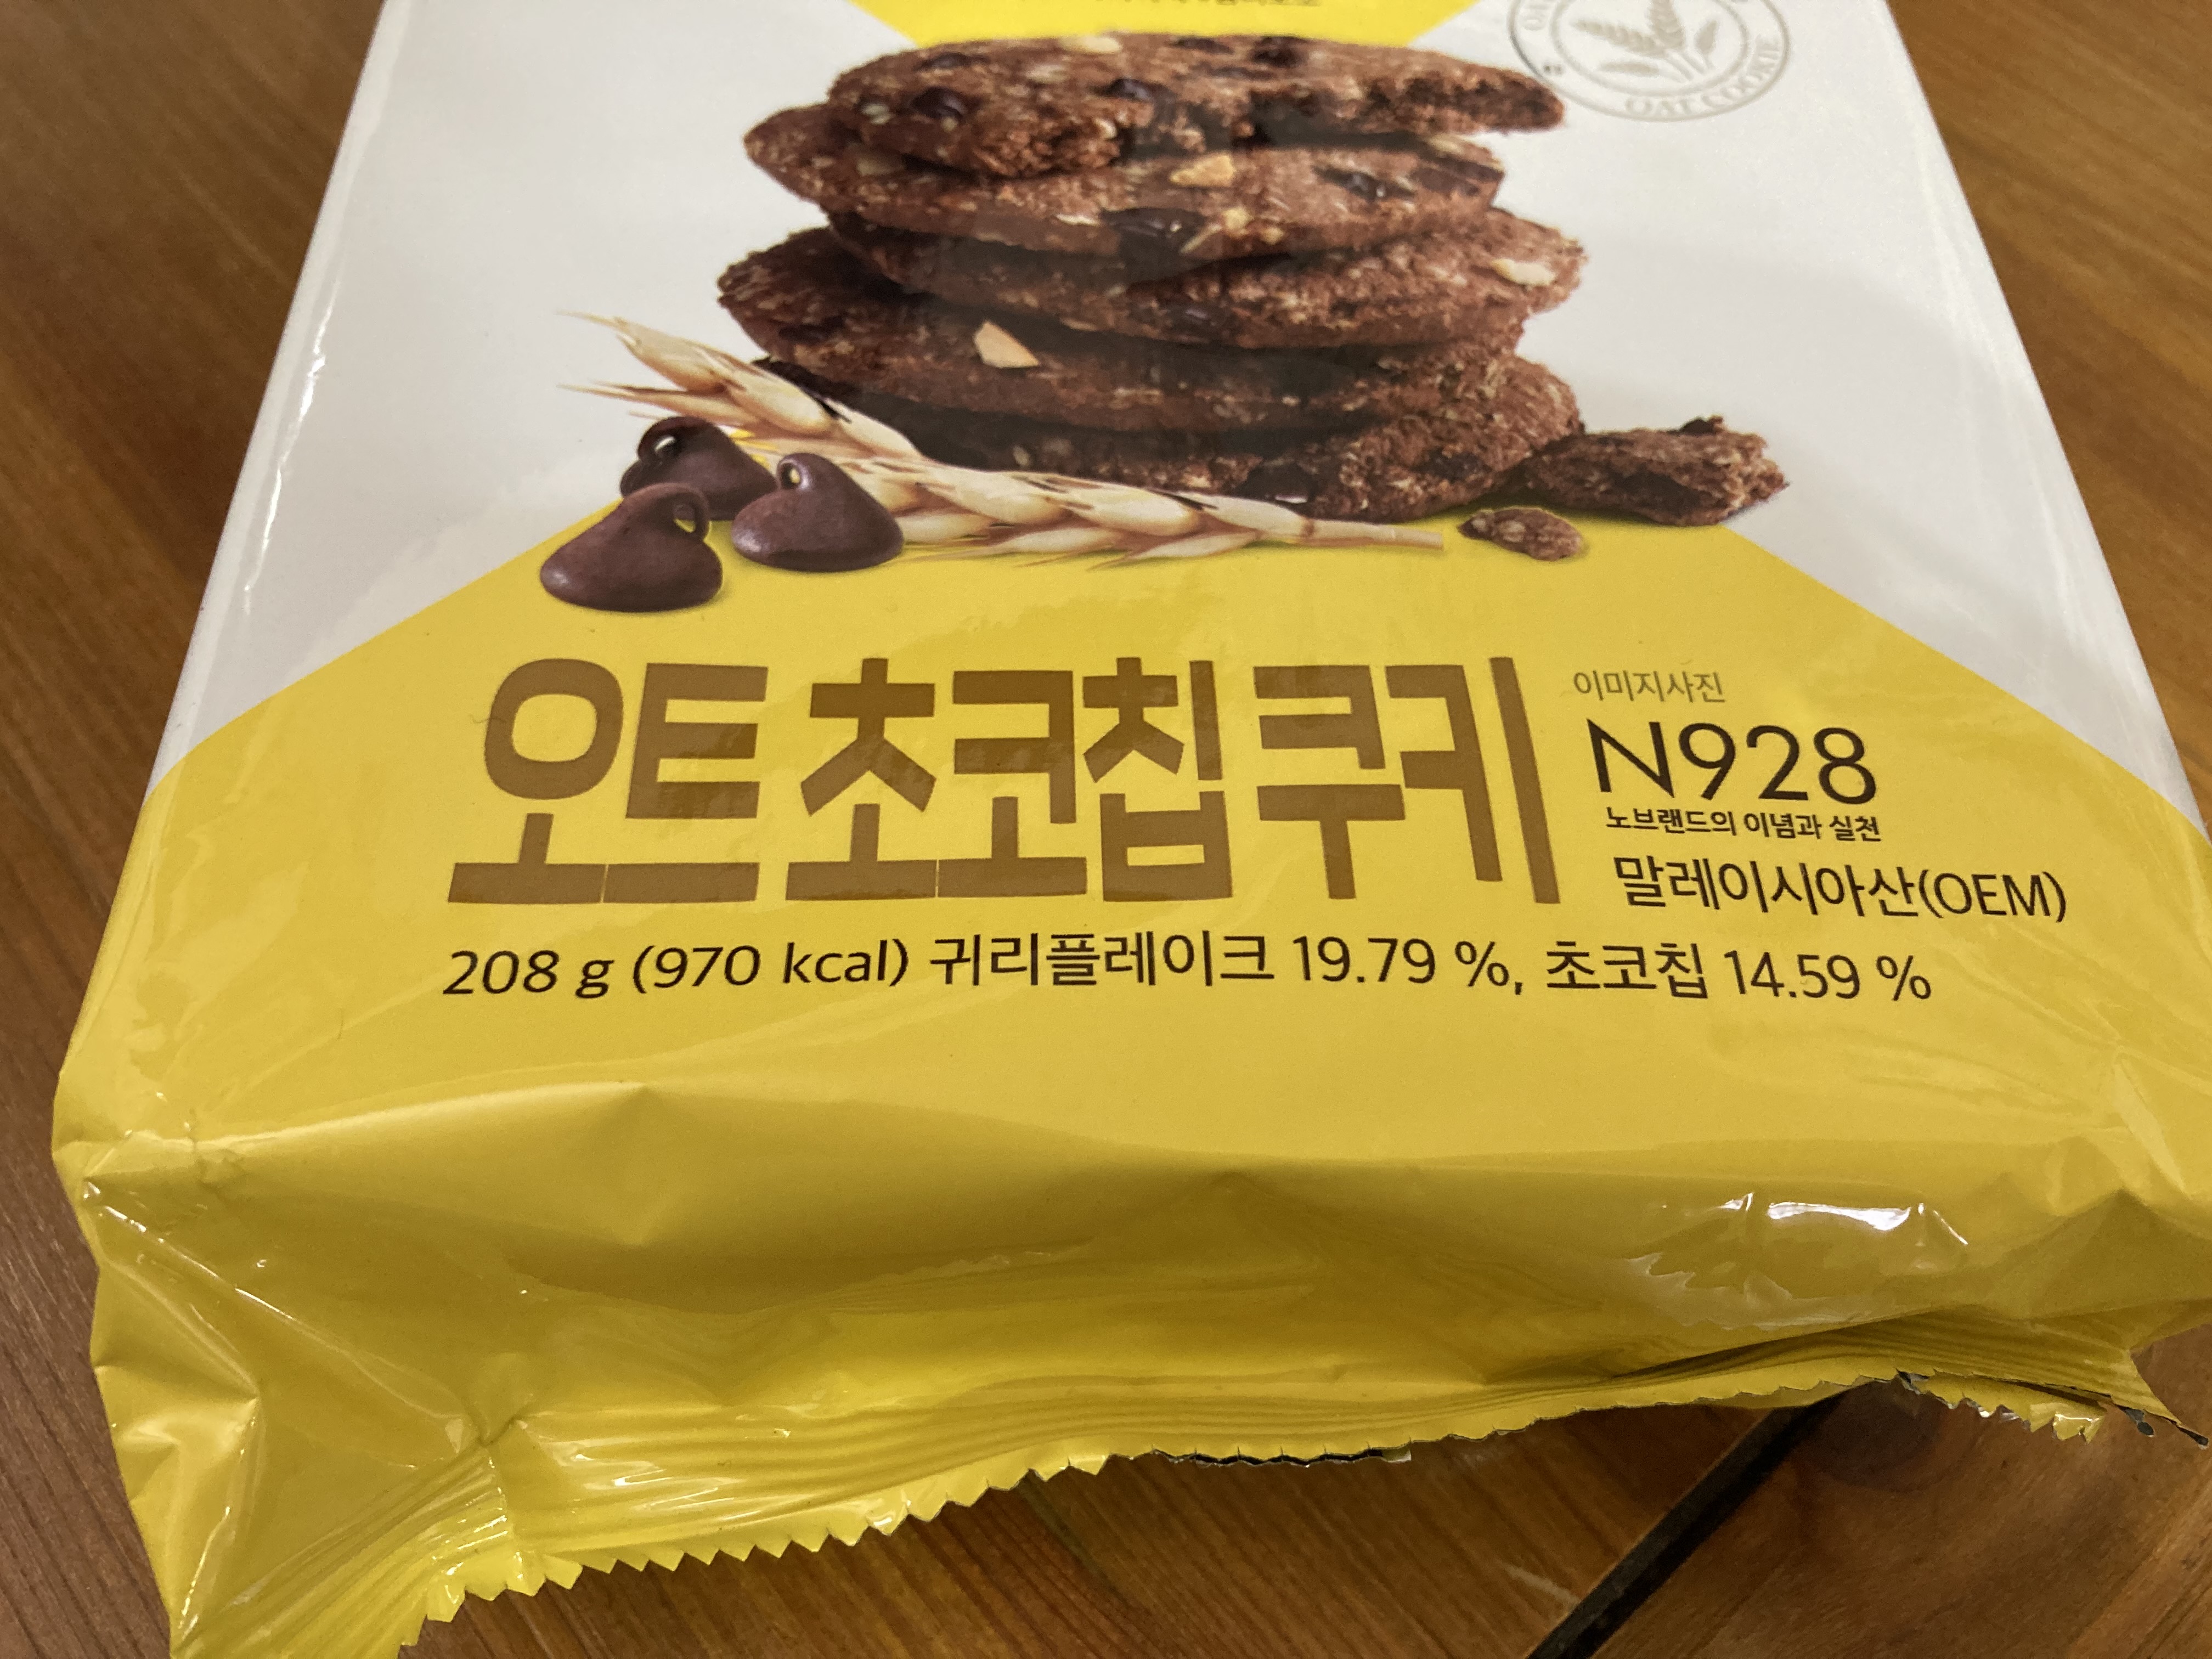 OAT COOKIE
오트 초코칩 쿠키
이미지사진
N928
노브랜드의 이념과 실천
말레이시아산(OEM)
208 g (970 kcal) 귀리플레이크 19.79 %, 초코칩 14.59 %